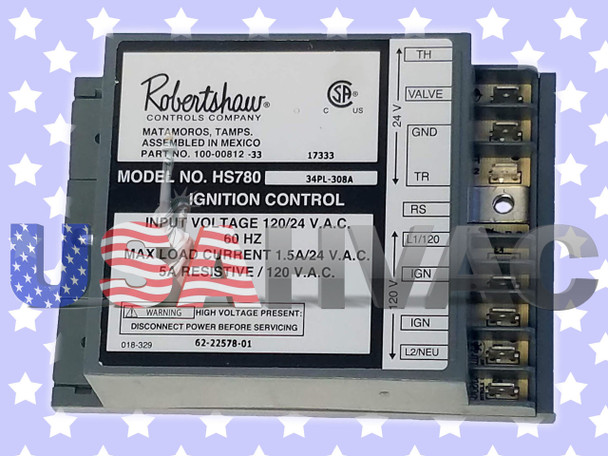 Robertshaw®
CONTROLS COMPANY
MATAMOROS, TAMPS.
ASSEMBLED IN MEXICO
PART NO. 100-00812 -33 17333
CSA
C US
MODEL NO. HS780 34PL-308A
IGNITION CONTROL
INPUT VOLTAGE 120/24 V.A.C.
60 HZ
MAX LOAD CURRENT 1.5A/24 V.A.C.
5A RESISTIVE / 120 V.A.C.
WARNING HIGH VOLTAGE PRESENT:
DISCONNECT POWER BEFORE SERVICING
018-329 62-22578-01
TH
VALVE
24 V
GND
TR
RS
L1/120
IGN
120 V
IGN
L2/NEU
USAHVAC